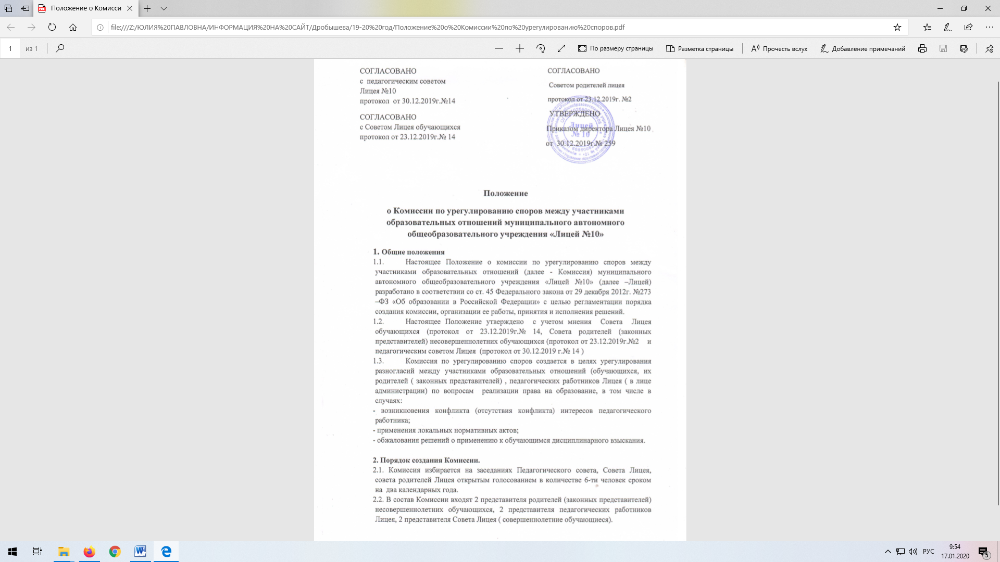 Положение о Комисси
file:///Z:/ЮЛИЯ%20ПАВЛОВНА/ИНФОРМАЦИЯ%20НА%20САЙТ/Дробышева/19-20%20год/Положение%20о%20Комиссии%20по%20урегулированию%20споров.pdf
1 из 1
По размеру страницы
Разметка страницы
Прочесть вслух
Добавление примечаний
СОГЛАСОВАНО
с педагогическим советом
Лицея №10
протокол от 30.12.2019г.№14
СОГЛАСОВАНО
с Советом Лицея обучающихся
протокол от 23.12.2019г.№ 14
СОГЛАСОВАНО
Советом родителей лицея
протокол от 23.12.2019г. №2
УТВЕРЖДЕНО
Приказом директора Лицея №10
от 30.12.2019г.№ 259
Лицей
№ 10
Положение
о Комиссии по урегулированию споров между участниками
образовательных отношений муниципального автономного
общеобразовательного учреждения «Лицей №10»
1. Общие положения
1.1. Настоящее Положение о комиссии по урегулированию споров между
участниками образовательных отношений (далее - Комиссия) муниципального
автономного общеобразовательного учреждения «Лицей №10» (далее –Лицей)
разработано в соответствии со ст. 45 Федерального закона от 29 декабря 2012г. №273
–ФЗ «Об образовании в Российской Федерации» с целью регламентации порядка
создания комиссии, организации ее работы, принятия и исполнения решений.
1.2. Настоящее Положение утверждено с учетом мнения Совета Лицея
обучающихся (протокол от 23.12.2019г.№ 14, Совета родителей (законных
представителей) несовершеннолетних обучающихся (протокол от 23.12.2019г.№2 и
педагогическим советом Лицея (протокол от 30.12.2019 г.№ 14 )
1.3. Комиссия по урегулированию споров создается в целях урегулирования
разногласий между участниками образовательных отношений (обучающихся, их
родителей ( законных представителей) , педагогических работников Лицея ( в лице
администрации) по вопросам реализации права на образование, в том числе в
случаях:
- возникновения конфликта (отсутствия конфликта) интересов педагогического
работника;
- применения локальных нормативных актов;
- обжалования решений о применению к обучающимся дисциплинарного взыскания.
2. Порядок создания Комиссии.
2.1. Комиссия избирается на заседаниях Педагогического совета, Совета Лицея,
совета родителей Лицея открытым голосованием в количестве 6-ти человек сроком
на два календарных года.
2.2. В состав Комиссии входят 2 представителя родителей (законных представителей)
несовершеннолетних обучающихся, 2 представителя педагогических работников
Лицея, 2 представителя Совета Лицея ( совершеннолетние обучающиеся).
РУС
9:54
17.01.2020
5